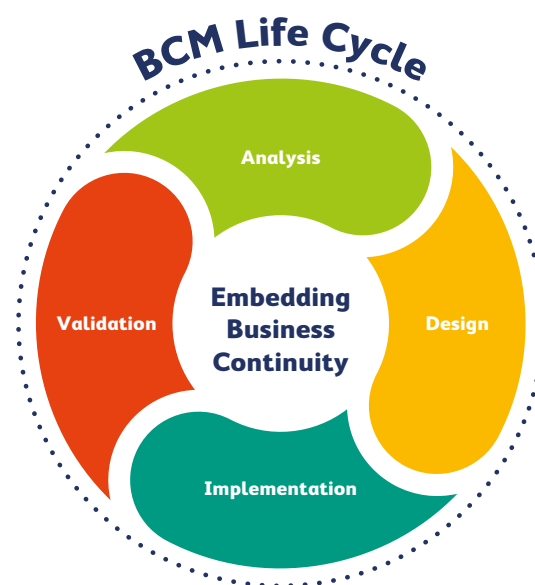 BCM Life Cycle
Analysis
Embedding
Business
Continuity
Validation
Design
Implementation